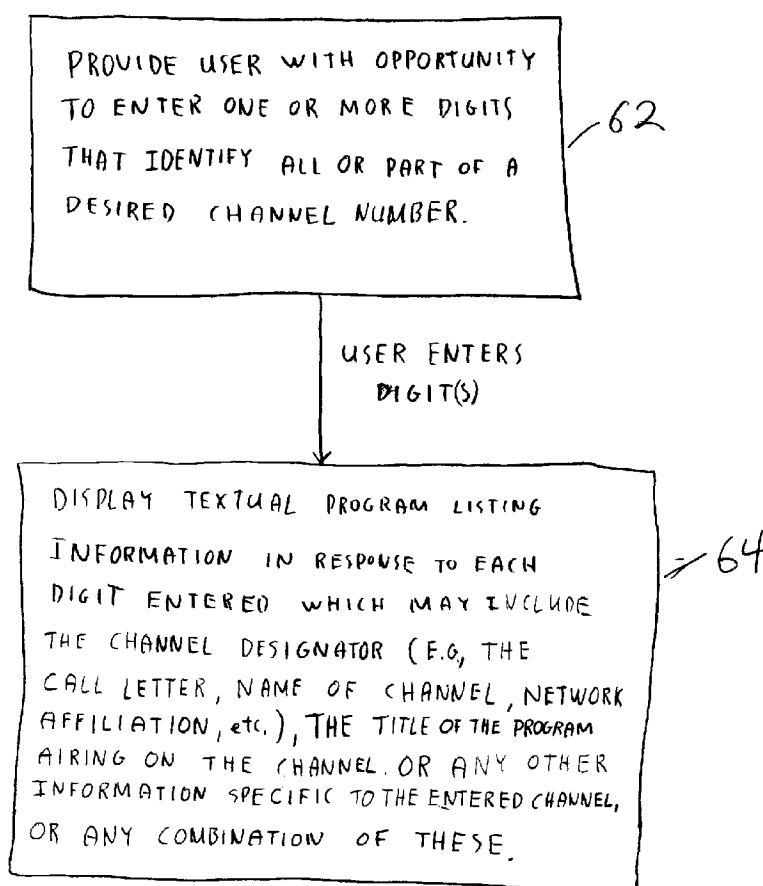 PROVIDE USER WITH OPPORTUNITY
TO ENTER ONE OR MORE DIGITS
THAT IDENTIFY ALL OR PART OF A
DESIRED CHANNEL NUMBER.
62
USER ENTERS
DIGIT(S)
DISPLAY TEXTUAL PROGRAM LISTING
INFORMATION IN RESPONSE TO EACH
DIGIT ENTERED WHICH MAY INCLUDE
THE CHANNEL DESIGNATOR (E.G., THE
CALL LETTER, NAME OF CHANNEL, NETWORK
AFFILIATION, etc.), THE TITLE OF THE PROGRAM
AIRING ON THE CHANNEL. OR ANY OTHER
INFORMATION SPECIFIC TO THE ENTERED CHANNEL,
OR ANY COMBINATION OF THESE.
64